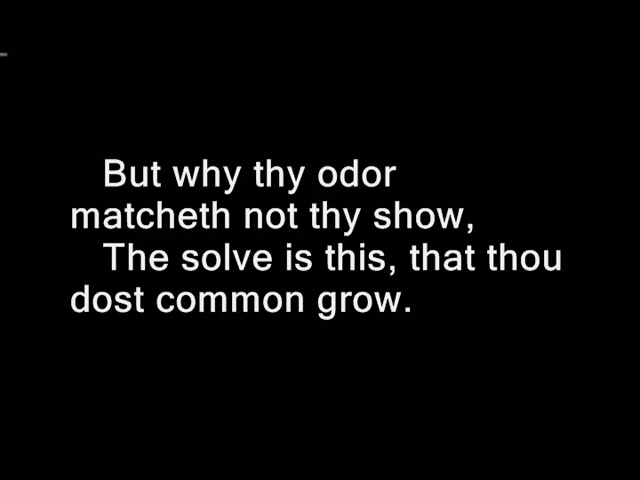 But why thy odor
matcheth not thy show,
The solve is this, that thou
dost common grow.